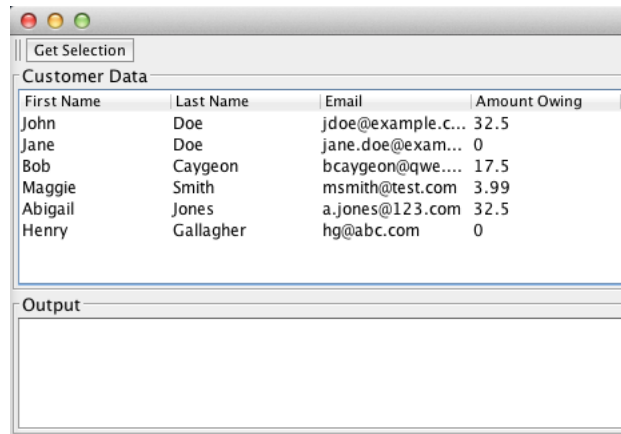 Get Selection
Customer Data
First Name Last Name Email Amount Owing
John Doe jdoe@example.c... 32.5
Jane Doe jane.doe@exam... 0
Bob Caygeon bcaygeon@qwe.... 17.5
Maggie Smith msmith@test.com 3.99
Abigail Jones a.jones@123.com 32.5
Henry Gallagher hg@abc.com 0
Output